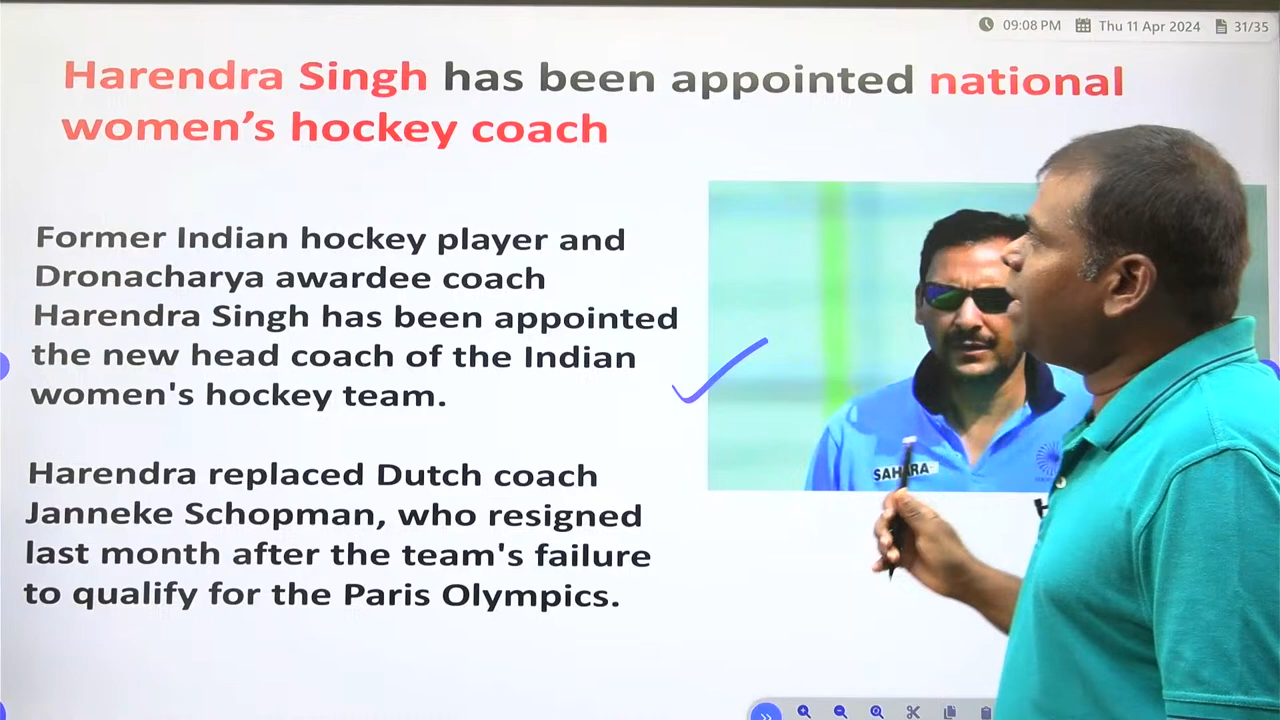 09:08 PM Thu 11 Apr 2024 31/35
Harendra Singh has been appointed national
women’s hockey coach
Former Indian hockey player and
Dronacharya awardee coach
Harendra Singh has been appointed
the new head coach of the Indian
women's hockey team.
Harendra replaced Dutch coach
Janneke Schopman, who resigned
last month after the team's failure
to qualify for the Paris Olympics.
SAHARA
H